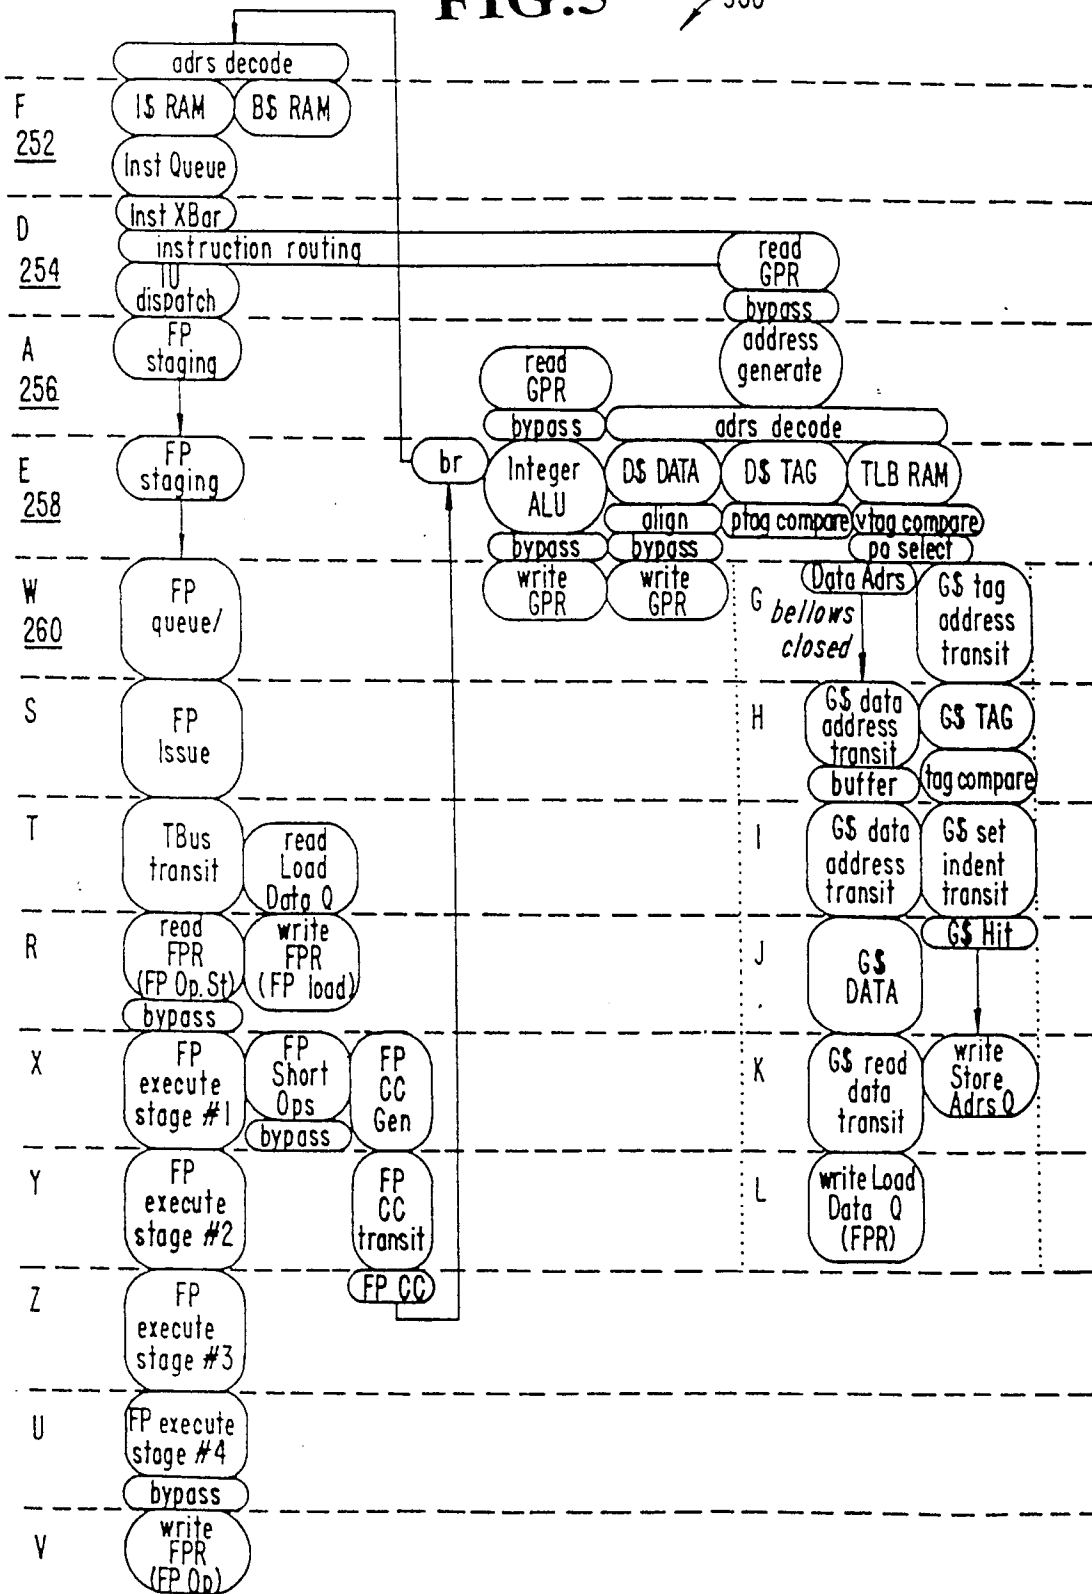 FIG.5
adrs decode
F
252
I$ RAM
B$ RAM
Inst Queue
D
254
Inst XBar
instruction routing
IU
dispatch
read
GPR
bypass
A
256
FP
staging
read
GPR
bypass
address
generate
adrs decode
E
258
FP
staging
br
Integer
ALU
bypass
D$ DATA
align
bypass
D$ TAG
ptag compare
TLB RAM
vtag compare
pa select
W
260
FP
queue/
write
GPR
write
GPR
G
bellows
closed
Data Adrs
G$ tag
address
transit
S
FP
Issue
H
G$ data
address
transit
buffer
G$ TAG
tag compare
T
TBus
transit
read
Load
Data Q
I
G$ data
address
transit
G$ set
indent
transit
R
read
FPR
(FP Op.St)
bypass
write
FPR
(FP load)
J
G$
DATA
G$ Hit
X
FP
execute
stage #1
FP
Short
Ops
bypass
FP
CC
Gen
K
G$ read
data
transit
write
Store
Adrs Q
Y
FP
execute
stage #2
FP
CC
transit
L
write Load
Data Q
(FPR)
Z
FP
execute
stage #3
FP CC
U
FP execute
stage #4
bypass
V
write
FPR
(FP Op)